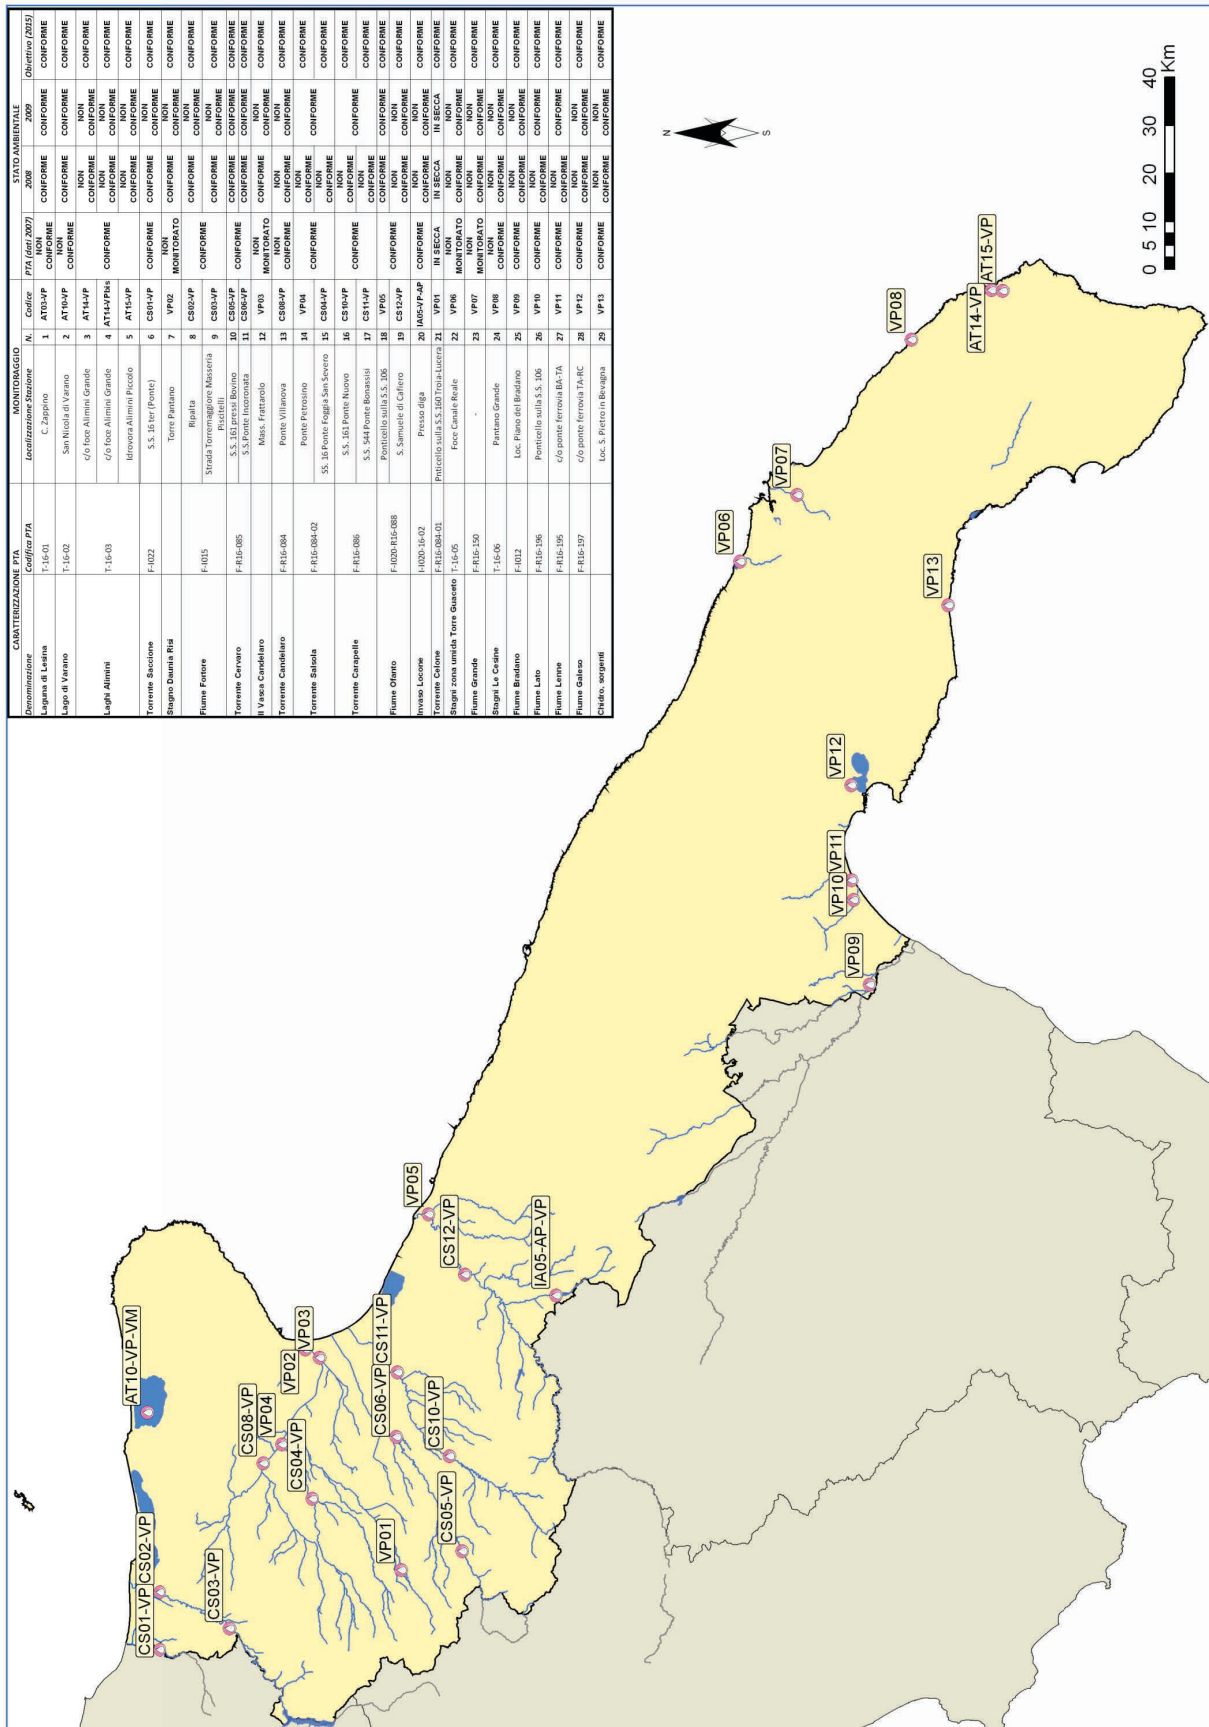 CARATTERIZZAZIONE PTA MONITORAGGIO STATO AMBIENTALE
Denominazione Codifica PTA Localizzazione Stazione N. Codice PTA (dati 2007) 2008 2009 Obiettivo (2015)
Laguna di Lesina T-16-01 C. Zappino 1 AT03-VP NON CONFORME CONFORME CONFORME CONFORME
Lago di Varano T-16-02 San Nicola di Varano 2 AT10-VP NON CONFORME CONFORME CONFORME CONFORME
Laghi Alimini T-16-03 c/o foce Alimini Grande 3 AT14-VP CONFORME NON CONFORME NON CONFORME CONFORME
c/o foce Alimini Grande 4 AT14-VPbis NON CONFORME NON CONFORME CONFORME
Idrovora Alimini Piccolo 5 AT15-VP NON CONFORME NON CONFORME CONFORME
Torrente Saccione F-I022 S.S. 16 ter (Ponte) 6 CS01-VP CONFORME CONFORME NON CONFORME CONFORME
Stagno Daunia Risi Torre Pantano 7 VP02 NON MONITORATO CONFORME NON CONFORME CONFORME
Fiume Fortore F-I015 Ripalta 8 CS02-VP CONFORME CONFORME NON CONFORME CONFORME
Strada Torremaggiore Masseria Piscitelli 9 CS03-VP CONFORME NON CONFORME CONFORME
Torrente Cervaro F-R16-085 S.S. 161 pressi Bovino 10 CS05-VP CONFORME NON CONFORME NON CONFORME CONFORME
S.S.Ponte Incoronata 11 CS06-VP NON CONFORME NON CONFORME CONFORME
Il Vasca Candelaro Mass. Frattarolo 12 VP03 NON MONITORATO CONFORME NON CONFORME CONFORME
Torrente Candelaro F-R16-084 Ponte Villanova 13 CS08-VP NON CONFORME NON CONFORME NON CONFORME CONFORME
Torrente Salsola F-R16-084-02 Ponte Petrosino 14 VP04 CONFORME NON CONFORME CONFORME CONFORME
SS. 16 Ponte Foggia San Severo 15 CS04-VP NON CONFORME CONFORME
Torrente Carapelle F-R16-086 S.S. 161 Ponte Nuovo 16 CS10-VP CONFORME NON CONFORME CONFORME CONFORME
S.S. 544 Ponte Bonassisi 17 CS11-VP NON CONFORME CONFORME
Fiume Ofanto F-I020-R16-088 Ponticello sulla S.S. 106 18 VP05 CONFORME NON CONFORME CONFORME CONFORME
S. Samuele di Cafiero 19 CS12-VP NON CONFORME NON CONFORME CONFORME
Invaso Locone I-I020-16-02 Presso diga 20 IA05-VP-AP NON CONFORME NON CONFORME NON CONFORME CONFORME
Torrente Celone F-R16-084-01 Pnticello sulla S.S.160 Troia-Lucera 21 VP01 IN SECCA IN SECCA IN SECCA CONFORME
Stagni zona umida Torre Guaceto T-16-05 Foce Canale Reale 22 VP06 NON MONITORATO NON CONFORME NON CONFORME CONFORME
Fiume Grande F-R16-150 - 23 VP07 NON MONITORATO NON CONFORME NON CONFORME CONFORME
Stagni Le Cesine T-16-06 Pantano Grande 24 VP08 NON CONFORME NON CONFORME NON CONFORME CONFORME
Fiume Bradano F-I012 Loc. Piano del Bradano 25 VP09 CONFORME NON CONFORME NON CONFORME CONFORME
Fiume Lato F-R16-196 Ponticello sulla S.S. 106 26 VP10 CONFORME NON CONFORME NON CONFORME CONFORME
Fiume Lenne F-R16-195 c/o ponte ferrovia BA-TA 27 VP11 CONFORME NON CONFORME NON CONFORME CONFORME
Fiume Galeso F-R16-197 c/o ponte ferrovia TA-RC 28 VP12 CONFORME NON CONFORME NON CONFORME CONFORME
Chidro, sorgenti Loc. S. Pietro in Bevagna 29 VP13 CONFORME NON CONFORME NON CONFORME CONFORME
N
S
0 5 10 20 30 40
Km
CS01-VP
CS02-VP
AT10-VP-VM
CS03-VP
CS08-VP
VP04
CS04-VP
VP02
VP03
VP01
CS06-VP
CS11-VP
CS10-VP
CS05-VP
VP05
CS12-VP
IA05-AP-VP
VP06
VP07
VP08
VP09
VP10
VP11
VP12
VP13
AT14-VP
AT15-VP